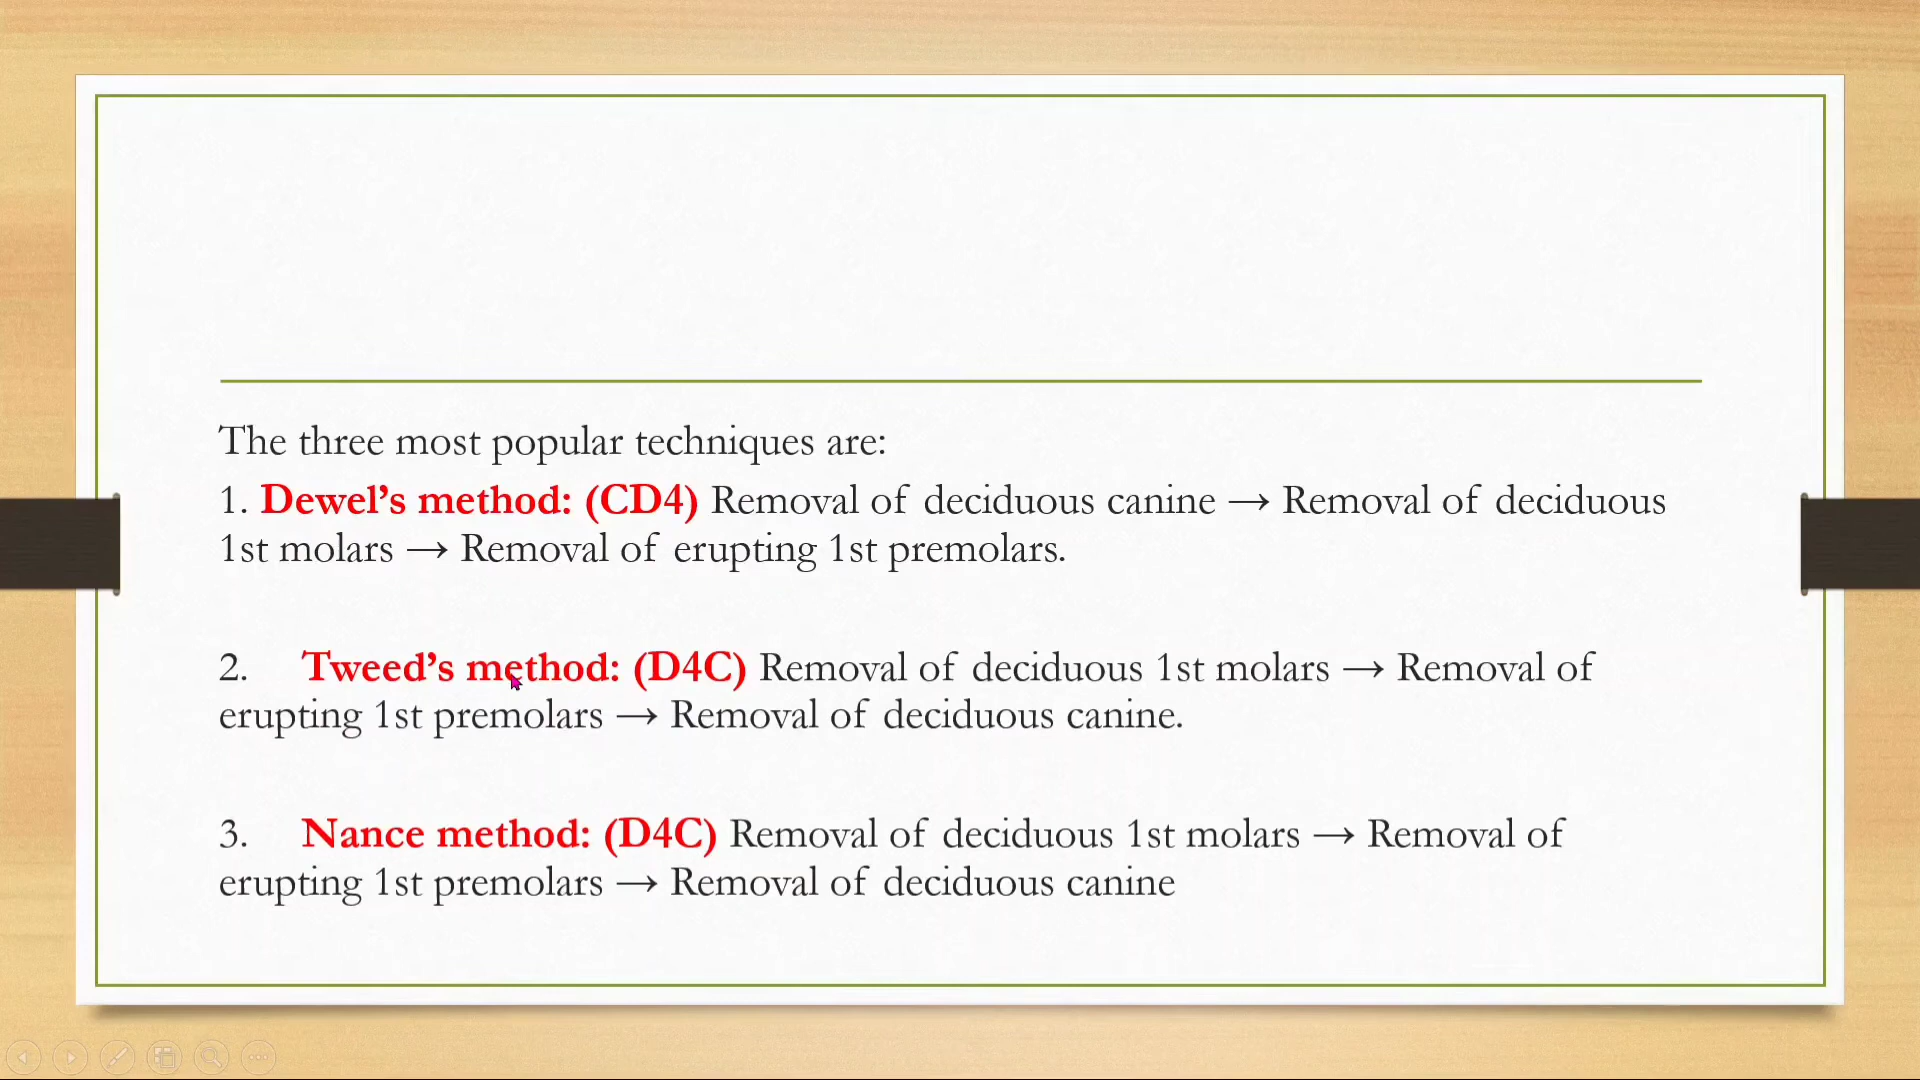 The three most popular techniques are:
1. Dewel’s method: (CD4) Removal of deciduous canine → Removal of deciduous
1st molars → Removal of erupting 1st premolars.
2. Tweed’s method: (D4C) Removal of deciduous 1st molars → Removal of
erupting 1st premolars → Removal of deciduous canine.
3. Nance method: (D4C) Removal of deciduous 1st molars → Removal of
erupting 1st premolars → Removal of deciduous canine